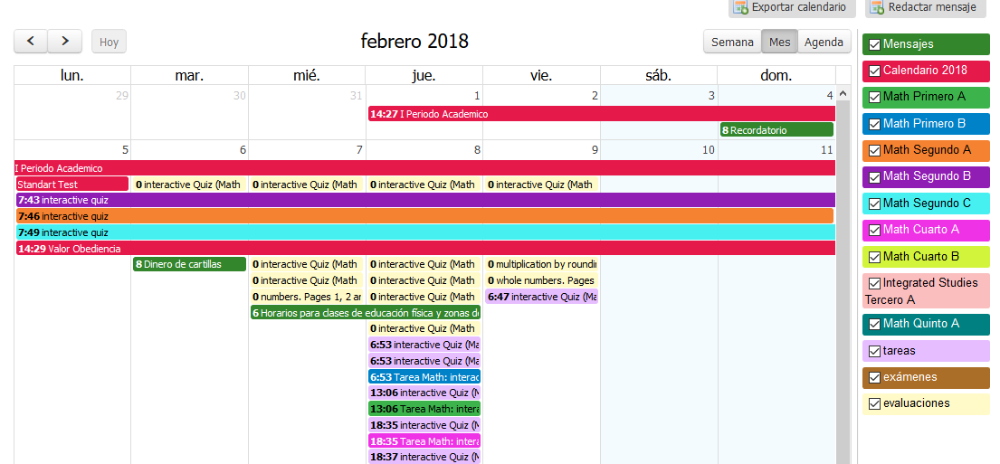 Exportar calendario
Redactar mensaje
Hoy
febrero 2018
Semana Mes Agenda
lun. mar. mié. jue. vie. sáb. dom.
29 30 31 1 2 3 4
14:27 I Periodo Academico
8 Recordatorio
5 6 7 8 9 10 11
I Periodo Academico
Standart Test
0 interactive Quiz (Math
0 interactive Quiz (Math
0 interactive Quiz (Math
0 interactive Quiz (Math
7:43 interactive quiz
7:46 interactive quiz
7:49 interactive quiz
14:29 Valor Obediencia
8 Dinero de cartillas
0 interactive Quiz (Math
0 interactive Quiz (Math
0 multiplication by roundin
0 interactive Quiz (Math
0 interactive Quiz (Math
0 whole numbers. Pages
0 numbers. Pages 1, 2 an
0 interactive Quiz (Math
6:47 interactive Quiz (Ma
6 Horarios para clases de educación física y zonas de
0 interactive Quiz (Math
6:53 interactive Quiz (Ma
6:53 interactive Quiz (Ma
6:53 Tarea Math: interac
13:06 interactive Quiz (M
13:06 Tarea Math: intera
18:35 interactive Quiz (M
18:35 Tarea Math: intera
18:37 interactive Quiz (M
Mensajes
Calendario 2018
Math Primero A
Math Primero B
Math Segundo A
Math Segundo B
Math Segundo C
Math Cuarto A
Math Cuarto B
Integrated Studies
Tercero A
Math Quinto A
tareas
exámenes
evaluaciones